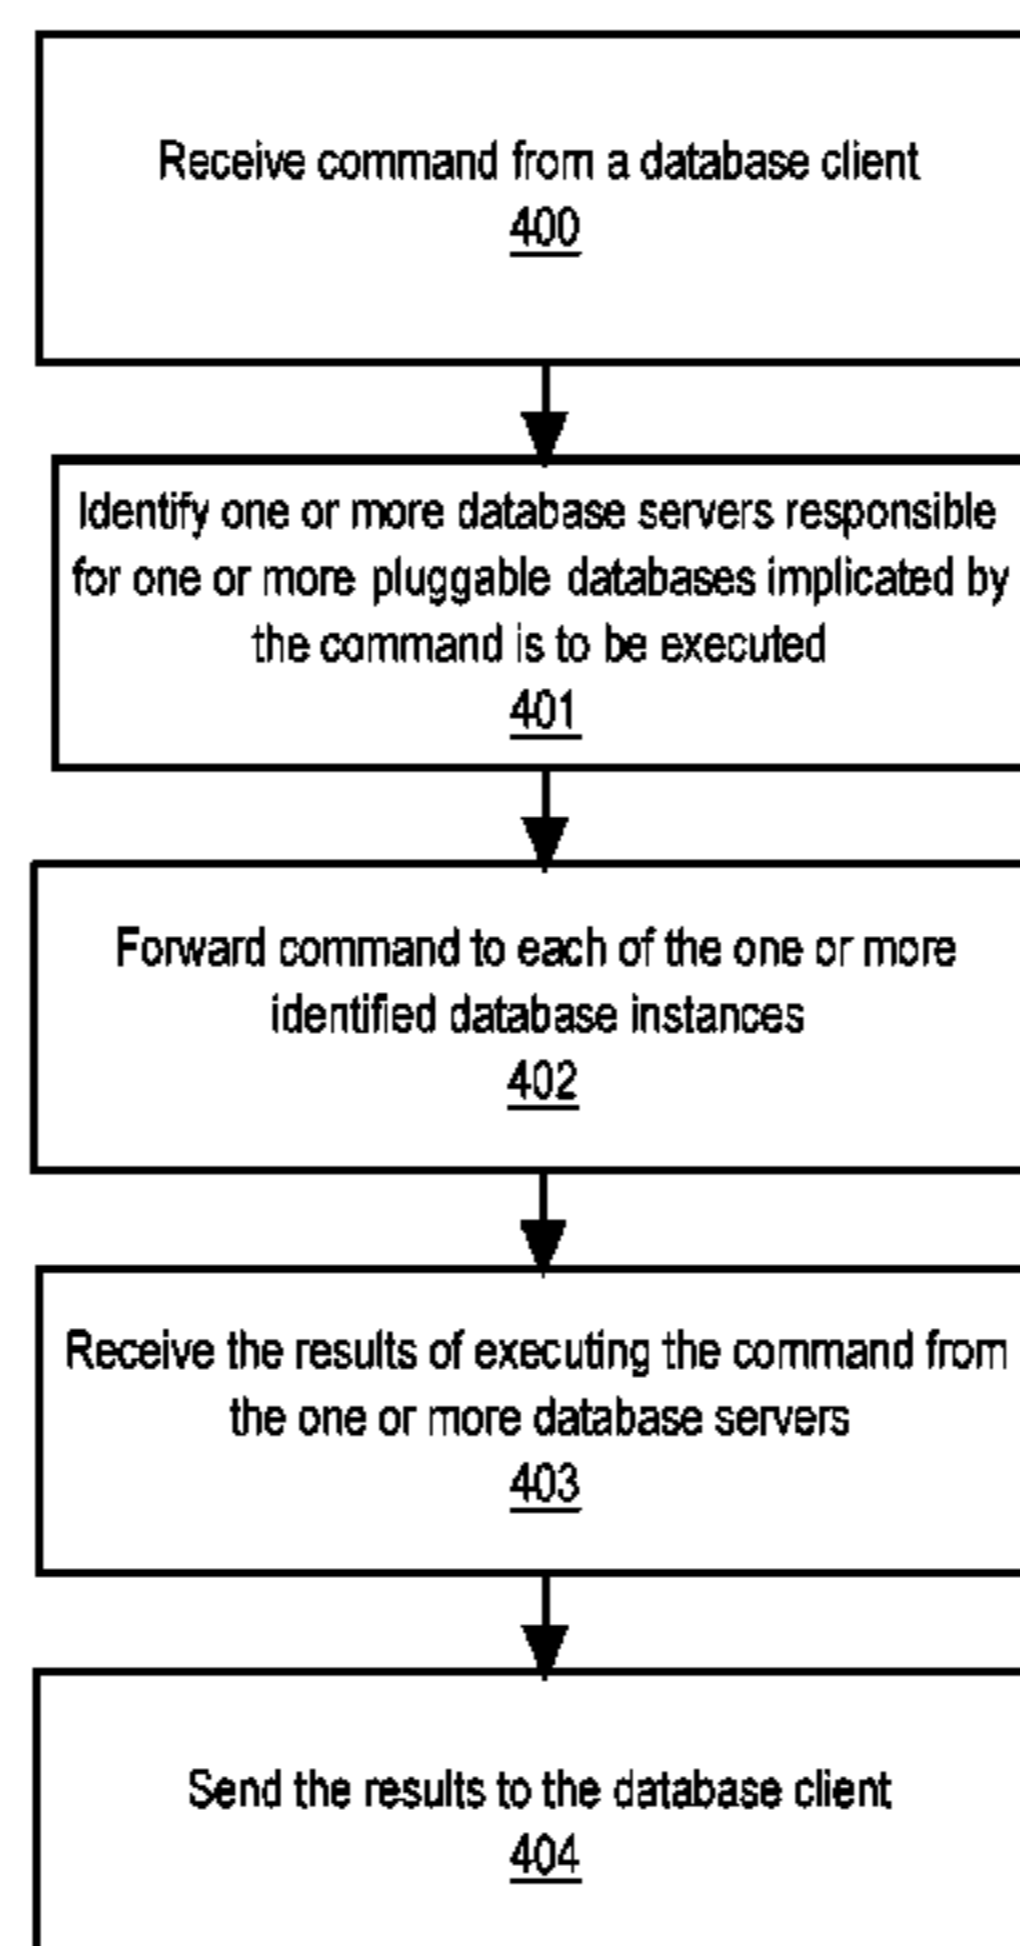 Receive command from a database client
400
Identify one or more database servers responsible
for one or more pluggable databases implicated by
the command is to be executed
401
Forward command to each of the one or more
identified database instances
402
Receive the results of executing the command from
the one or more database servers
403
Send the results to the database client
404